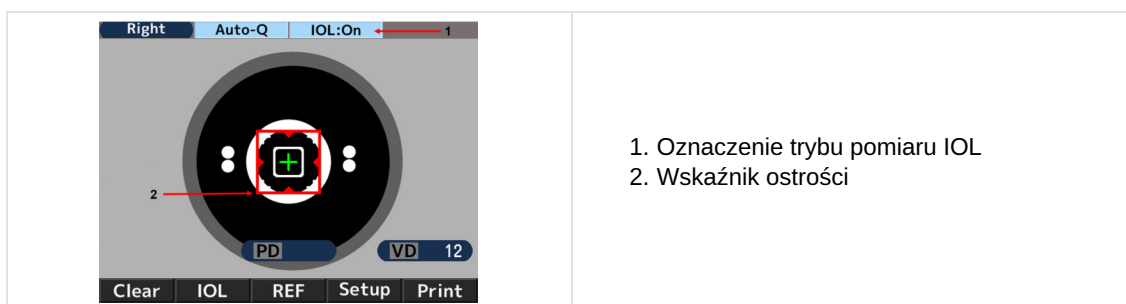 Right Auto-Q IOL:On 1
2
PD VD 12
Clear IOL REF Setup Print
1. Oznaczenie trybu pomiaru IOL
2. Wskaźnik ostrości